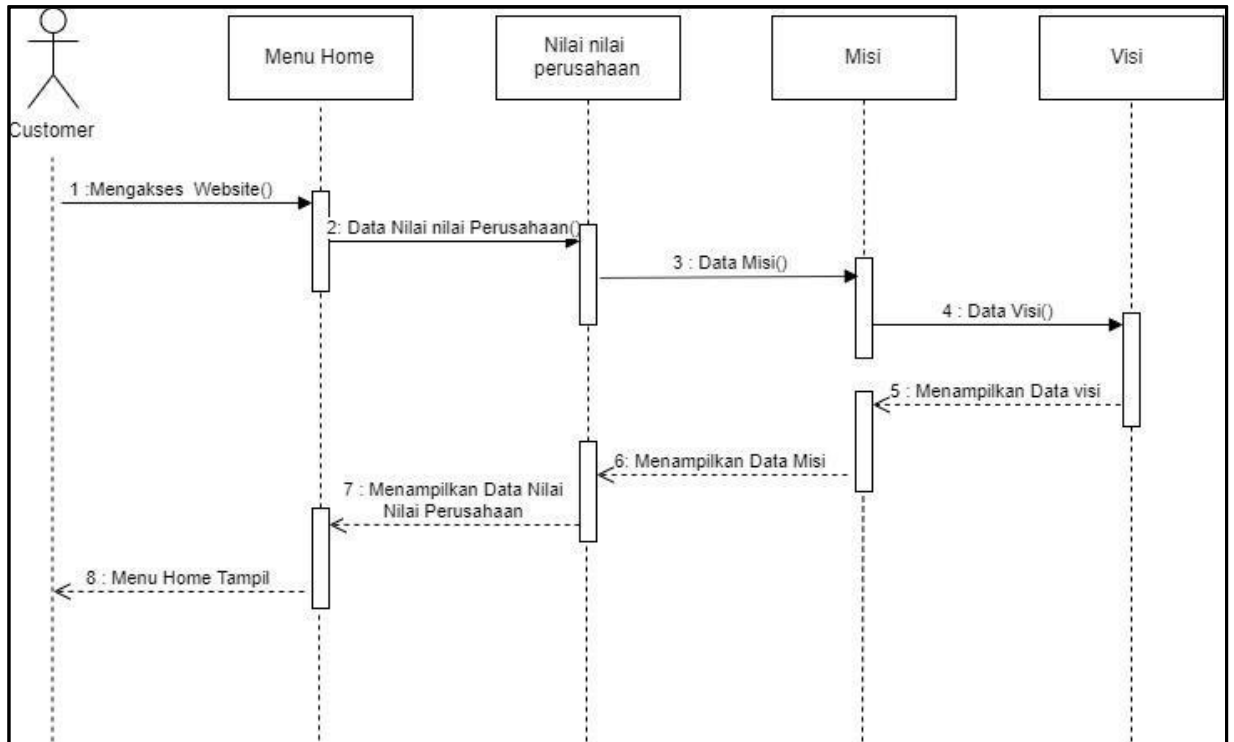 Customer
Menu Home
Nilai nilai
perusahaan
Misi
Visi
1 :Mengakses Website()
2: Data Nilai nilai Perusahaan()
3 : Data Misi()
4 : Data Visi()
5 : Menampilkan Data visi
6: Menampilkan Data Misi
7 : Menampilkan Data Nilai
Nilai Perusahaan
8 : Menu Home Tampil